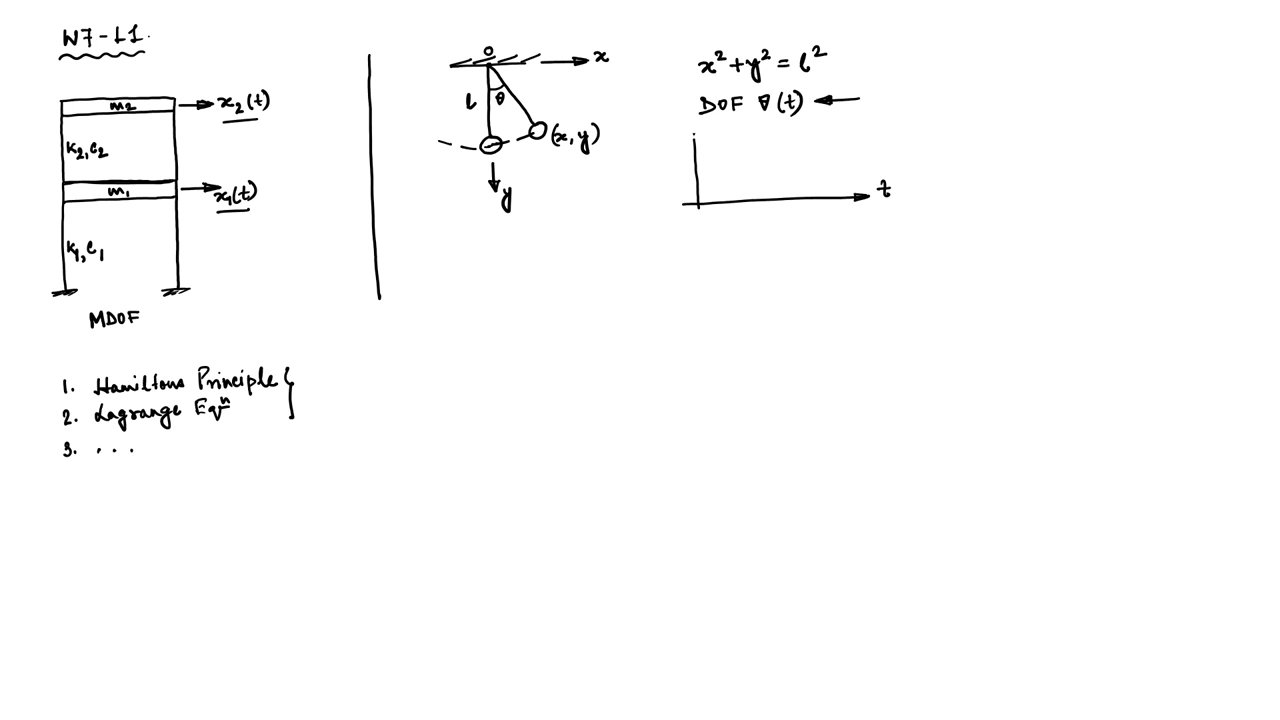 W7-L1.
m2
x2(t)
k2, c2
m1
x1(t)
k1, c1
MDOF
1. Hamiltons Principle
2. Lagrange Eqn
3. ...
o
x
l
θ
(x, y)
y
x² + y² = l²
DOF (t)
t